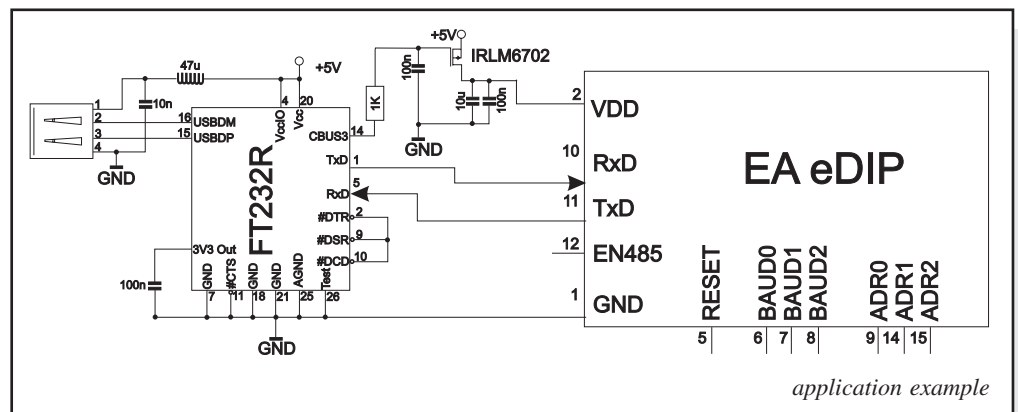 47u
+5V
+5V
IRLM6702
100n
1K
10u
100n
10n
1
2
3
4
GND
16 USBDM
15 USBDP
4
VccIO
20
Vcc
CBUS3 14
TxD 1
RxD 5
#DTR 2
#DSR 9
#DCD 10
FT232R
3V3 Out
100n
GND
7
#CTS
11
GND
18
GND
21
AGND
25
Test
26
GND
GND
EA eDIP
2 VDD
10 RxD
11 TxD
12 EN485
1 GND
RESET
5
BAUD0
6
BAUD1
7
BAUD2
8
ADR0
9
ADR1
14
ADR2
15
application example